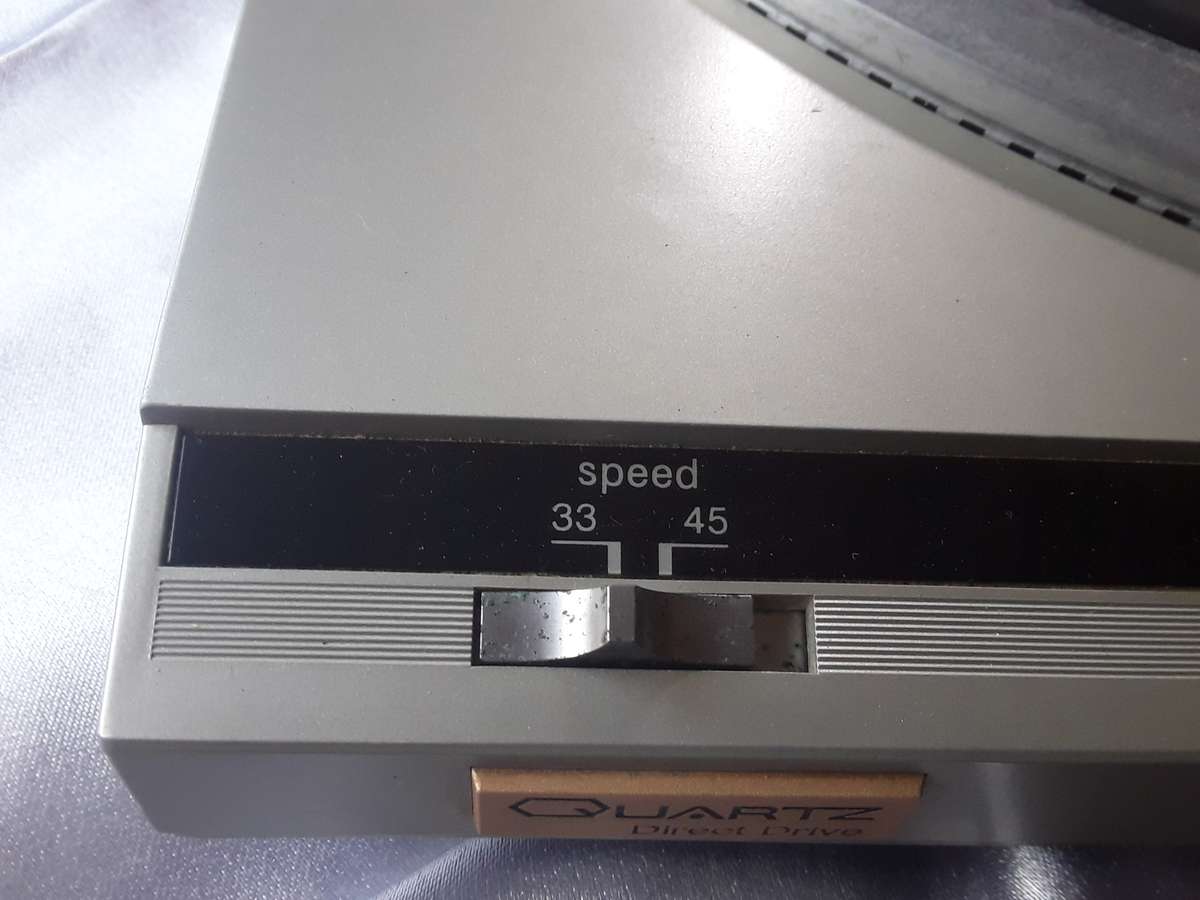 speed
33 45
QUARTZ
Direct Drive